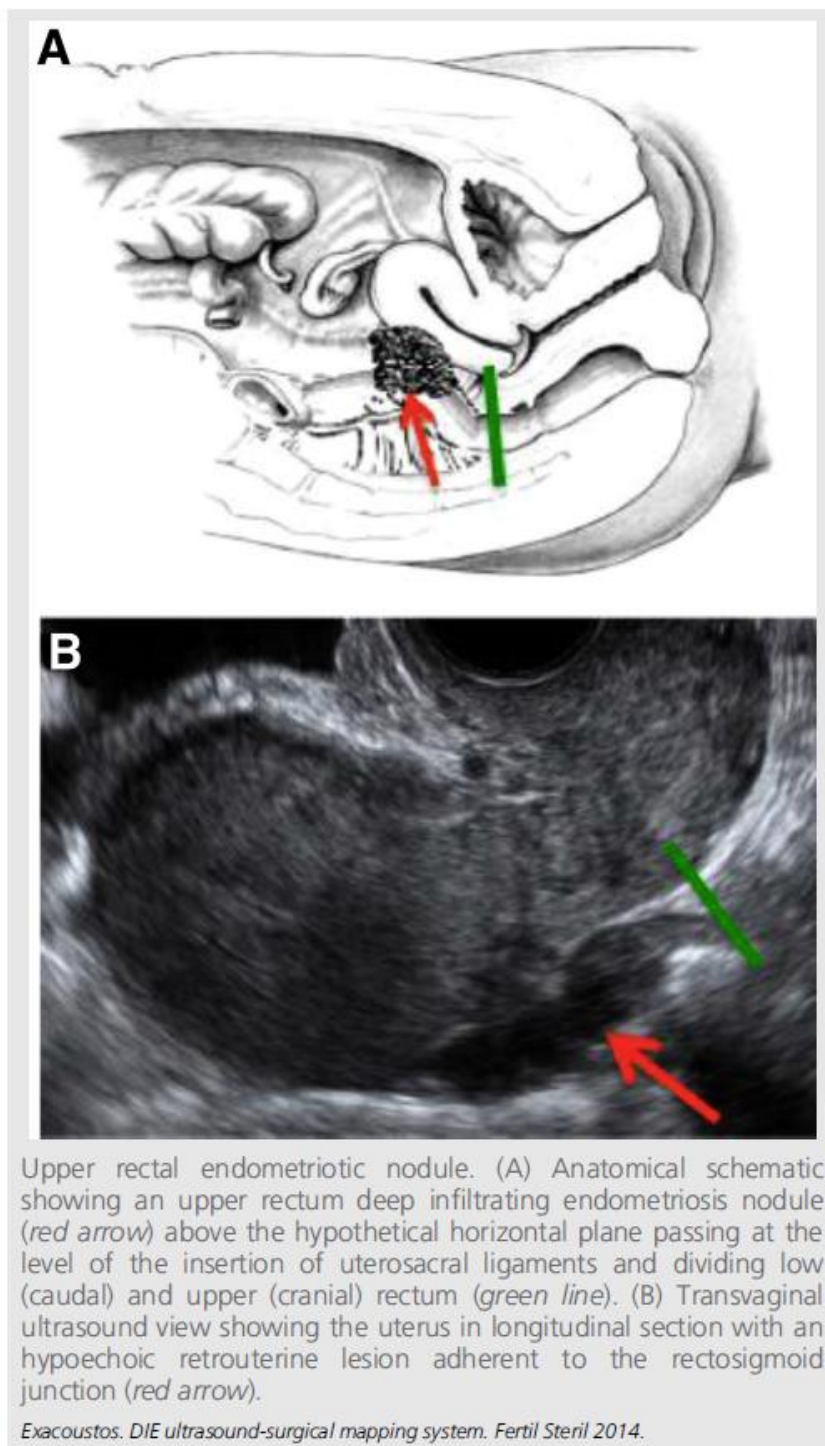 A
B
Upper rectal endometriotic nodule. (A) Anatomical schematic
showing an upper rectum deep infiltrating endometriosis nodule
(red arrow) above the hypothetical horizontal plane passing at the
level of the insertion of uterosacral ligaments and dividing low
(caudal) and upper (cranial) rectum (green line). (B) Transvaginal
ultrasound view showing the uterus in longitudinal section with an
hypoechoic retrouterine lesion adherent to the rectosigmoid
junction (red arrow).
Exacoustos. DIE ultrasound-surgical mapping system. Fertil Steril 2014.